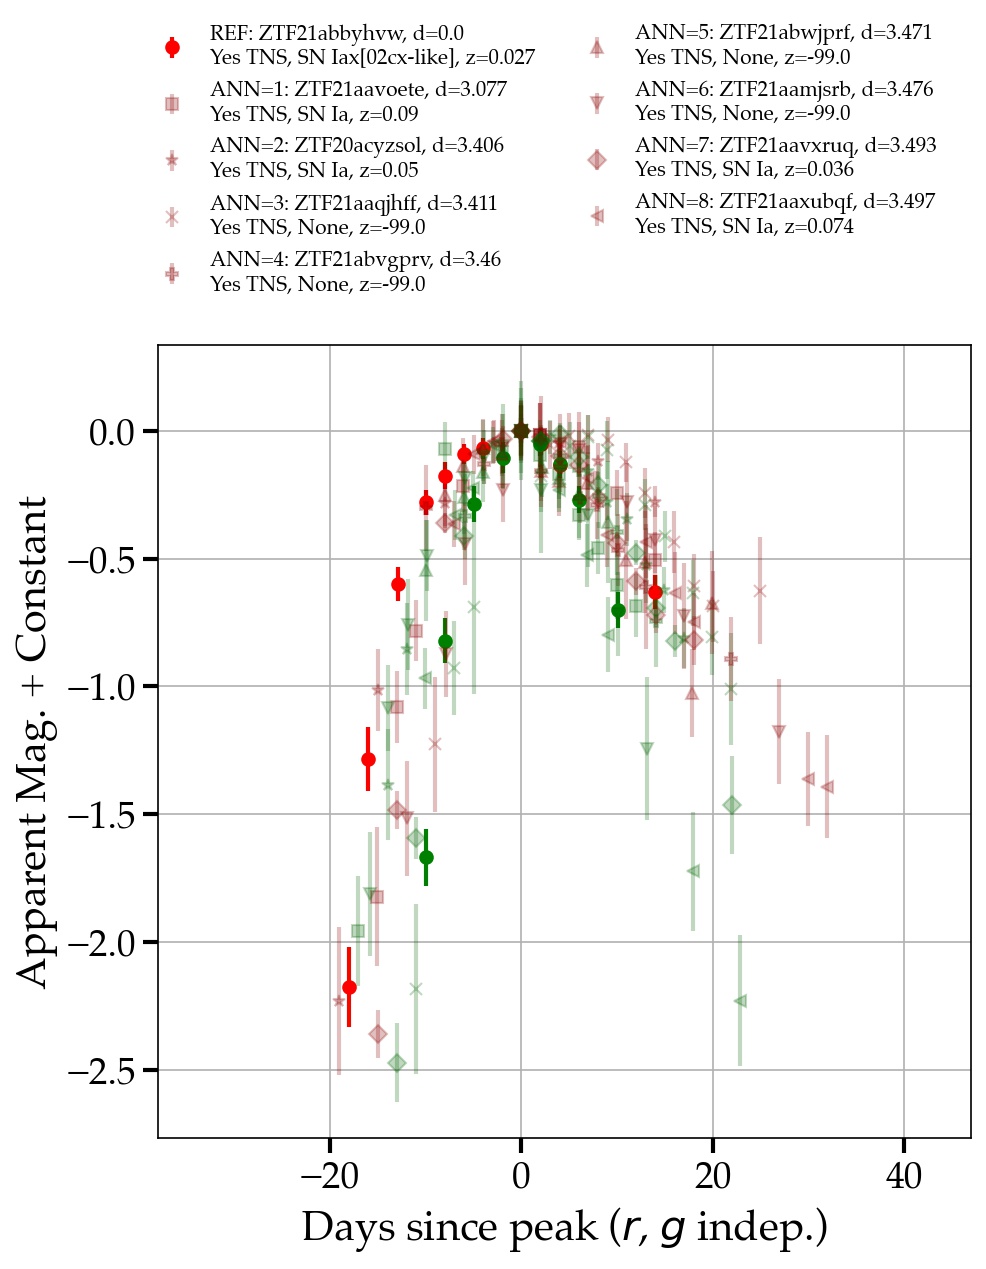 REF: ZTF21abbyhvw, d=0.0
Yes TNS, SN Iax[02cx-like], z=0.027
ANN=1: ZTF21aavoete, d=3.077
Yes TNS, SN Ia, z=0.09
ANN=2: ZTF20acyzsol, d=3.406
Yes TNS, SN Ia, z=0.05
ANN=3: ZTF21aaqjhff, d=3.411
Yes TNS, None, z=-99.0
ANN=4: ZTF21abvgprv, d=3.46
Yes TNS, None, z=-99.0
ANN=5: ZTF21abwjprf, d=3.471
Yes TNS, None, z=-99.0
ANN=6: ZTF21aamjsrb, d=3.476
Yes TNS, None, z=-99.0
ANN=7: ZTF21aavxruq, d=3.493
Yes TNS, SN Ia, z=0.036
ANN=8: ZTF21aaxubqf, d=3.497
Yes TNS, SN Ia, z=0.074
Apparent Mag. + Constant
0.0
−0.5
−1.0
−1.5
−2.0
−2.5
−20 0 20 40
Days since peak (r, g indep.)